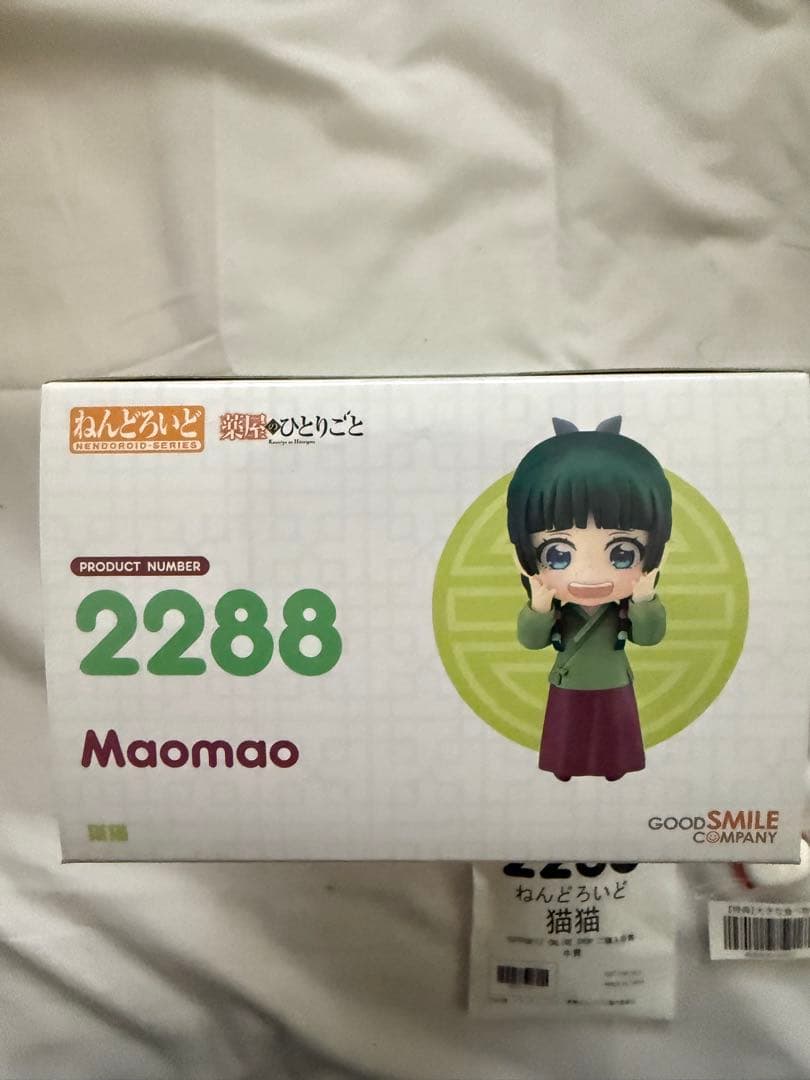 ねんどろいど
NENDOROID-SERIES
薬屋のひとりごと
Kusuriya no Hitorigoto
PRODUCT NUMBER
2288
Maomao
猫猫
GOOD SMILE
COMPANY
2288
ねんどろいど
猫猫